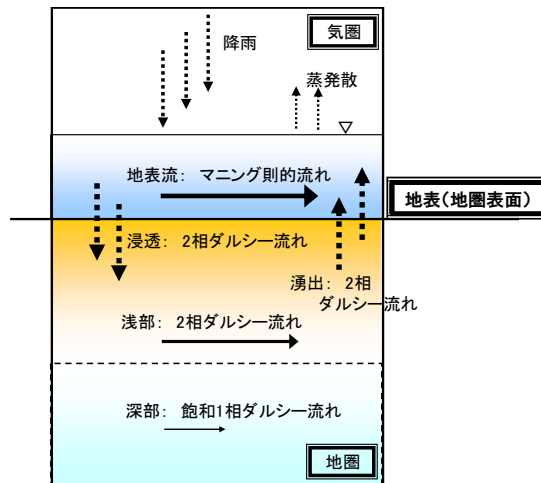 気圏
降雨
蒸発散
▽
地表流： マニング則的流れ
地表（地圏表面）
浸透： 2相ダルシー流れ
湧出： 2相
ダルシー流れ
浅部： 2相ダルシー流れ
深部： 飽和1相ダルシー流れ
地圏